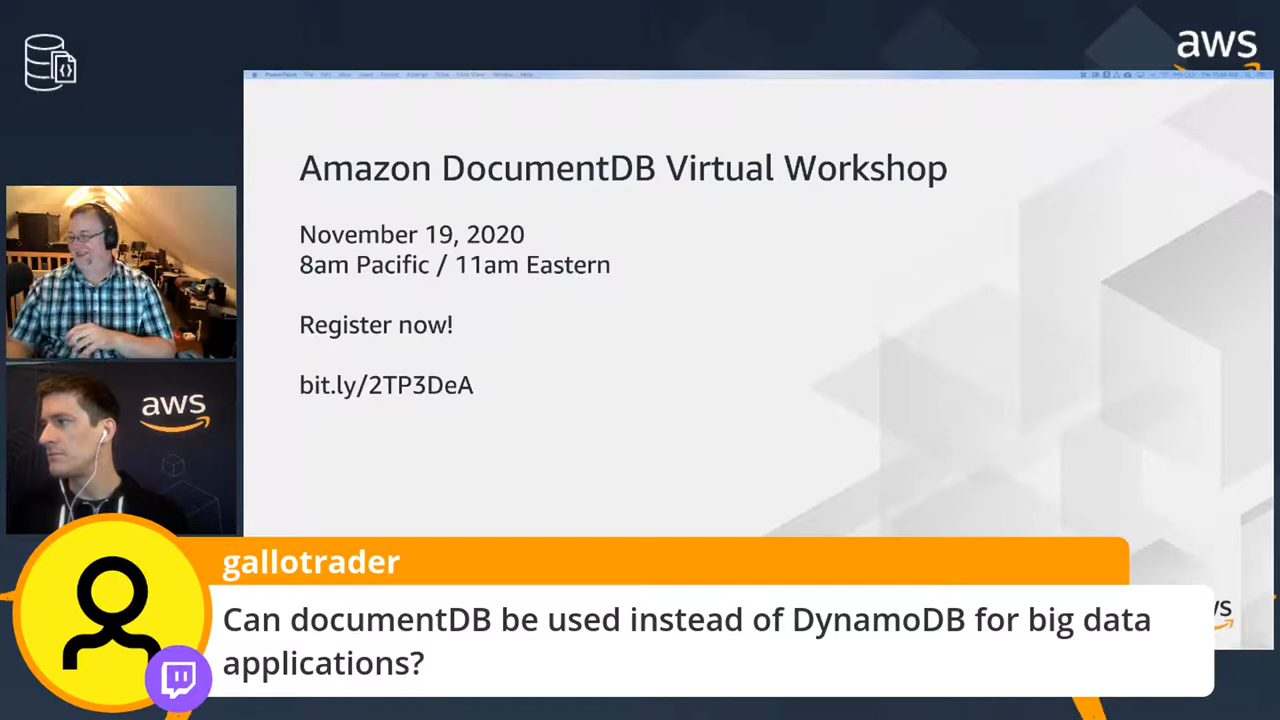 aws
Amazon DocumentDB Virtual Workshop
November 19, 2020
8am Pacific / 11am Eastern
Register now!
bit.ly/2TP3DeA
aws
gallotrader
Can documentDB be used instead of DynamoDB for big data
applications?